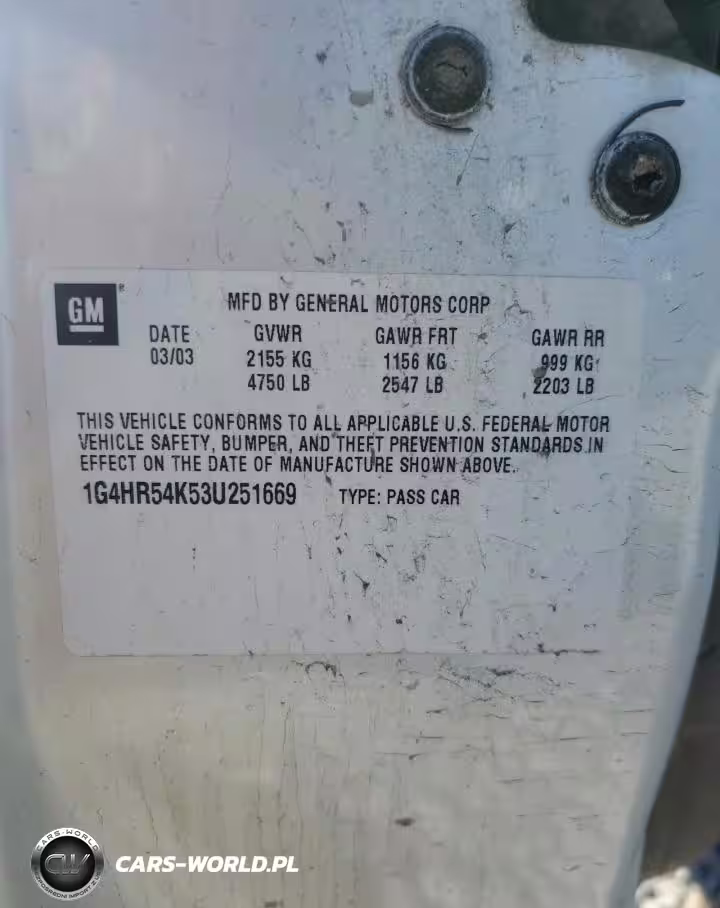 GM ®
MFD BY GENERAL MOTORS CORP
DATE GVWR GAWR FRT GAWR RR
03/03 2155 KG 1156 KG 999 KG
4750 LB 2547 LB 2203 LB
THIS VEHICLE CONFORMS TO ALL APPLICABLE U.S. FEDERAL MOTOR
VEHICLE SAFETY, BUMPER, AND THEFT PREVENTION STANDARDS IN
EFFECT ON THE DATE OF MANUFACTURE SHOWN ABOVE.
1G4HR54K53U251669 TYPE: PASS CAR
CARS-WORLD
CW
CARS-WORLD.PL